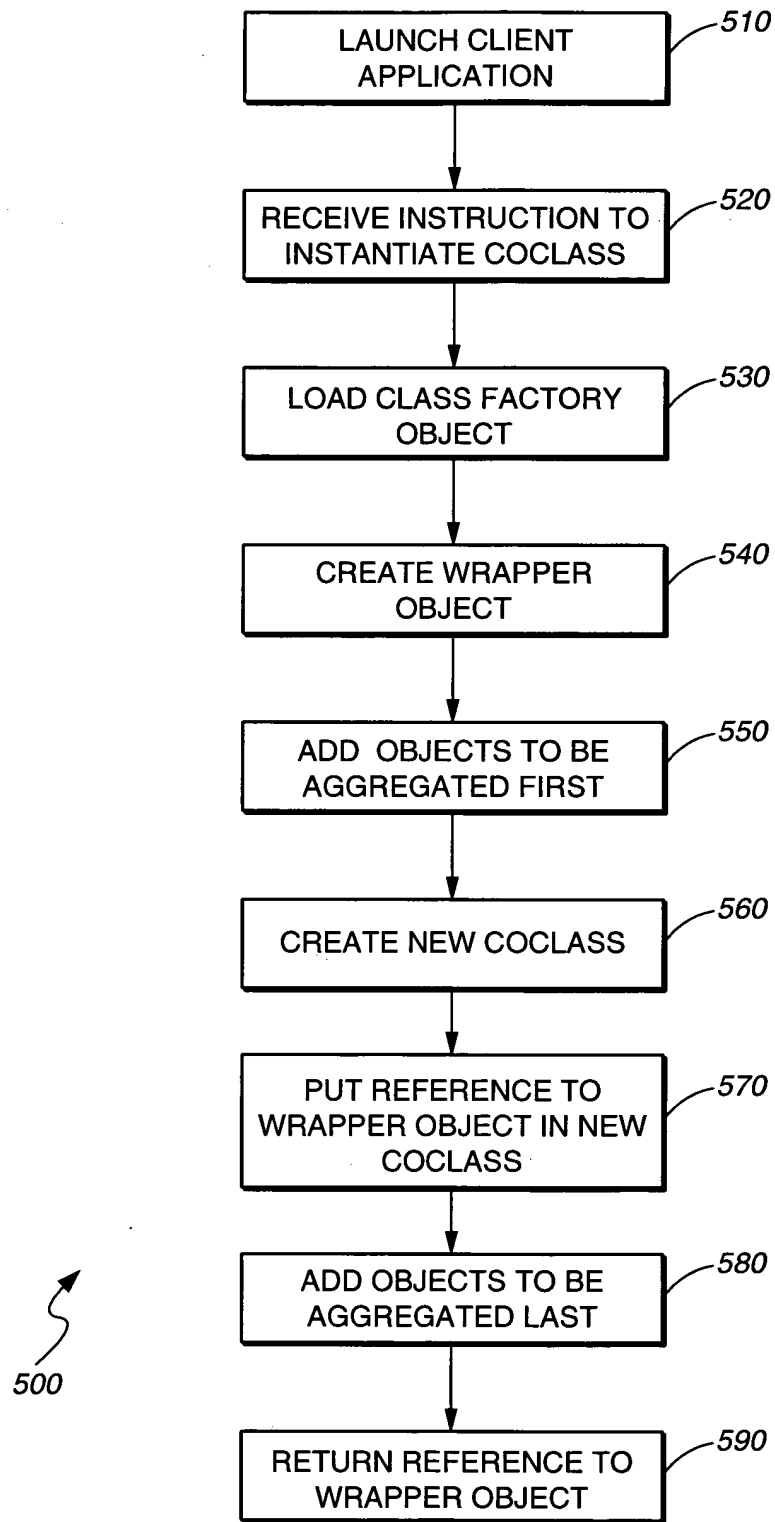 LAUNCH CLIENT
APPLICATION
510
RECEIVE INSTRUCTION TO
INSTANTIATE COCLASS
520
LOAD CLASS FACTORY
OBJECT
530
CREATE WRAPPER
OBJECT
540
ADD OBJECTS TO BE
AGGREGATED FIRST
550
CREATE NEW COCLASS
560
PUT REFERENCE TO
WRAPPER OBJECT IN NEW
COCLASS
570
ADD OBJECTS TO BE
AGGREGATED LAST
580
500
RETURN REFERENCE TO
WRAPPER OBJECT
590